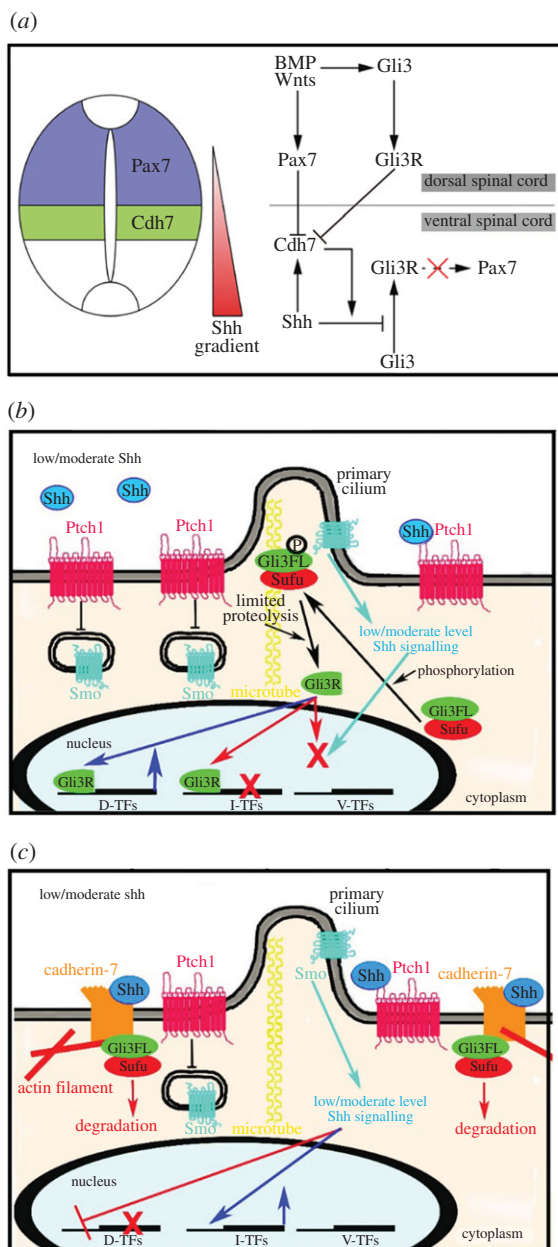 (a)
BMP
Wnts
Gli3
Pax7
Pax7
Gli3R
dorsal spinal cord
ventral spinal cord
Cdh7
Cdh7
Gli3R
Pax7
Shh
gradient
Shh
Gli3
(b)
low/moderate Shh
primary
cilium
Shh
Shh
Ptch1
Ptch1
P
Gli3FL
Sufu
Shh
Ptch1
limited
proteolysis
low/moderate level
Shh signalling
phosphorylation
Smo
Smo
microtube
Gli3R
Gli3FL
Sufu
nucleus
Gli3R
Gli3R
D-TFs
I-TFs
V-TFs
cytoplasm
(c)
low/moderate shh
primary
cilium
cadherin-7
Shh
Ptch1
Smo
Shh
Ptch1
cadherin-7
Shh
Gli3FL
Sufu
Gli3FL
Sufu
actin filament
degradation
Smo
microtube
low/moderate level
Shh signalling
degradation
nucleus
D-TFs
I-TFs
V-TFs
cytoplasm